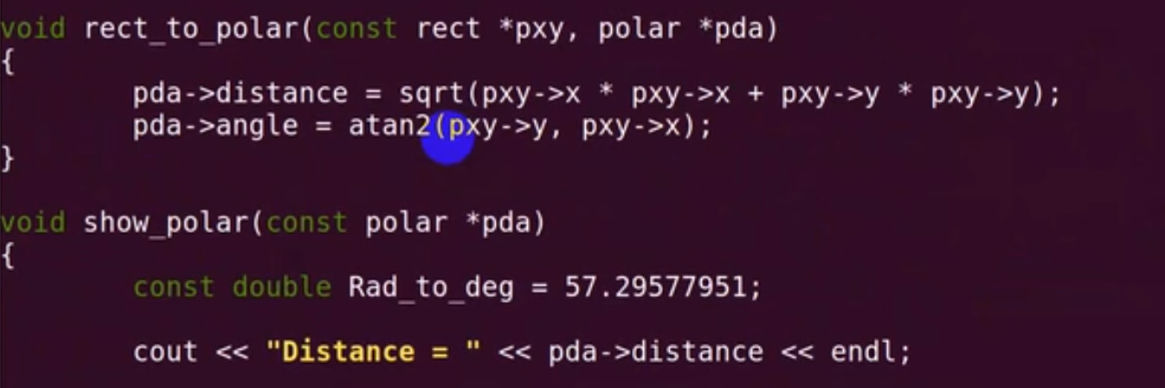 void rect_to_polar(const rect *pxy, polar *pda)
{
        pda->distance = sqrt(pxy->x * pxy->x + pxy->y * pxy->y);
        pda->angle = atan2(pxy->y, pxy->x);
}

void show_polar(const polar *pda)
{
        const double Rad_to_deg = 57.29577951;

        cout << "Distance = " << pda->distance << endl;